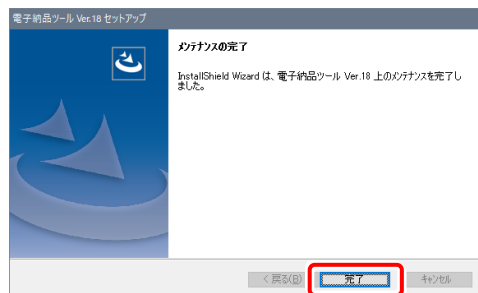 電子納品ツール Ver.18 セットアップ
メンテナンスの完了
InstallShield Wizard は、電子納品ツール Ver.18 上のメンテナンスを完了し
ました。
< 戻る(B) 完了 キャンセル